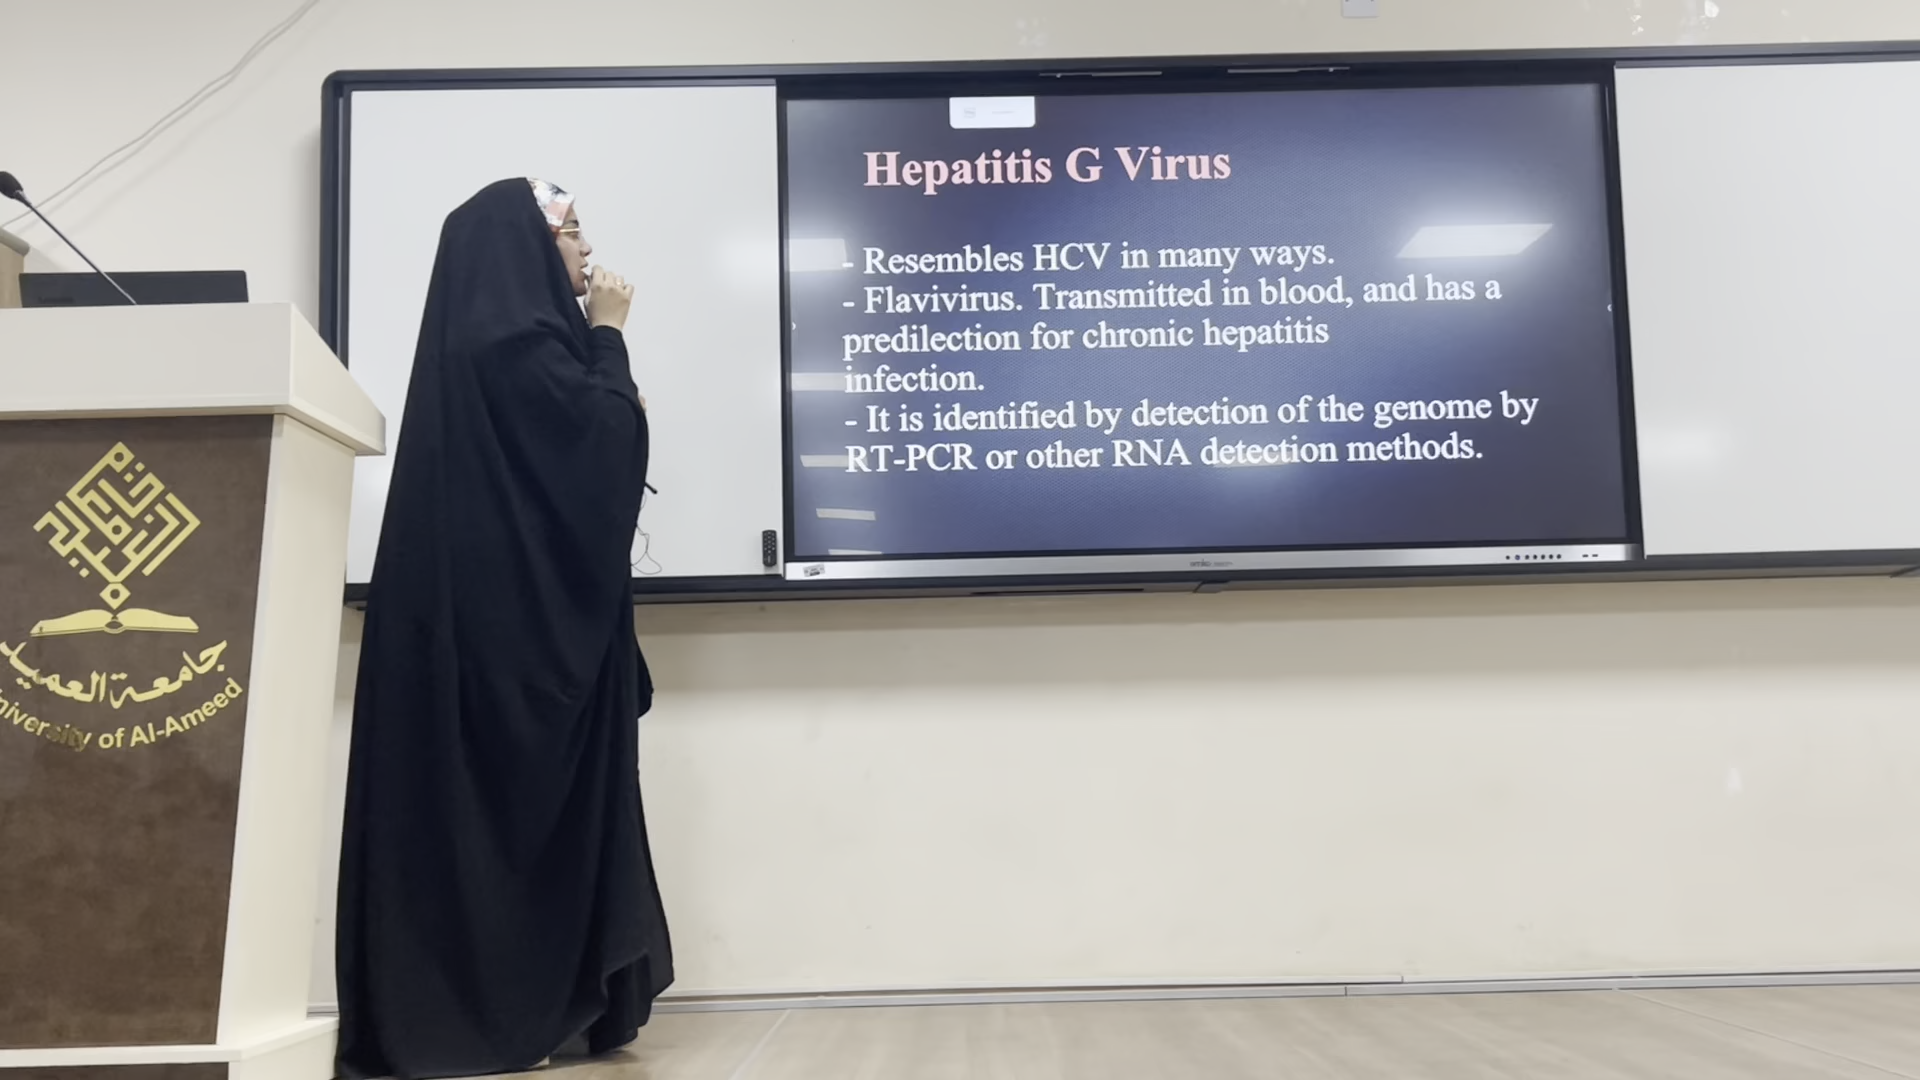 Hepatitis G Virus
- Resembles HCV in many ways.
- Flavivirus. Transmitted in blood, and has a
predilection for chronic hepatitis
infection.
- It is identified by detection of the genome by
RT-PCR or other RNA detection methods.
جامعة العميد
University of Al-Ameed